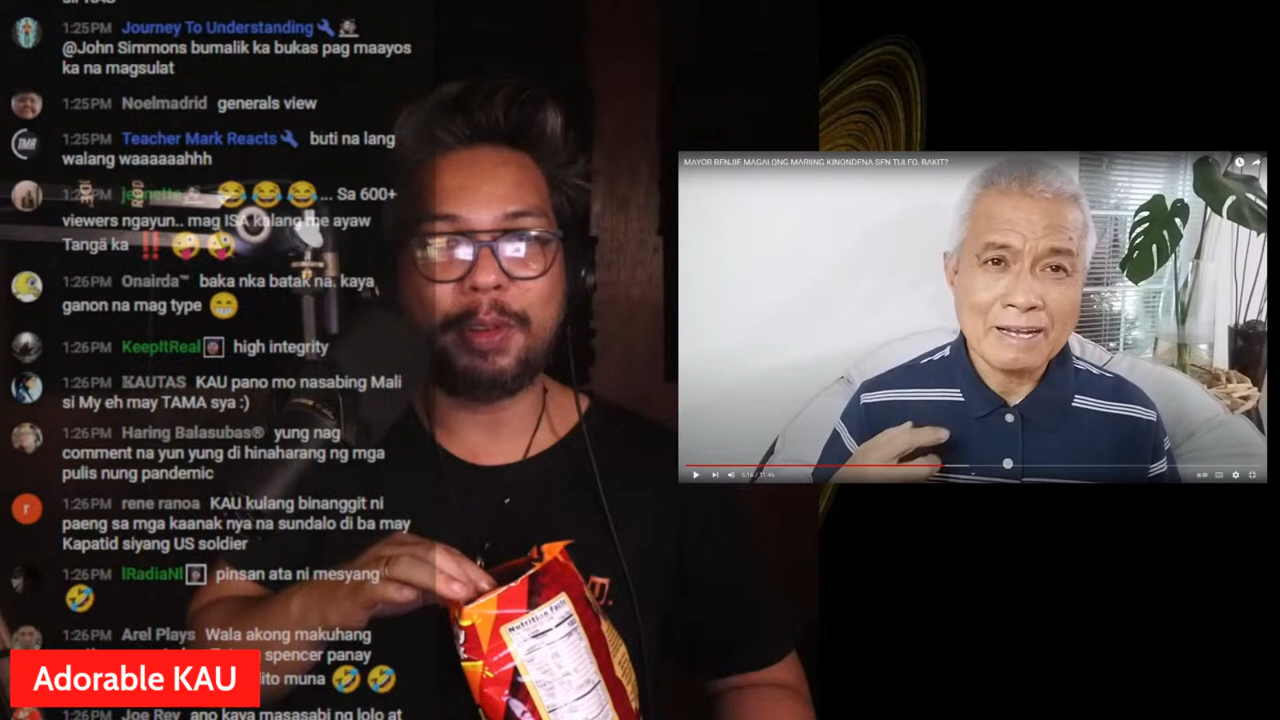 1:25PM Journey To Understanding
@John Simmons bumalik ka bukas pag maayos
ka na magsulat
1:25PM Noelmadrid generals view
1:25PM Teacher Mark Reacts buti na lang
walang waaaaaahhh
😂😂😂... Sa 600+
viewers ngayun.. mag ISA kalang me ayaw
Tangä ka ‼️ 🤪🤪
1:26PM Onairda™ baka nka batak na. kaya
ganon na mag type 😁
1:26PM KeepItReal high integrity
1:26PM 𝕂AUTAS KAU pano mo nasabing Mali
si My eh may TAMA sya :)
1:26PM Haring Balasubas® yung nag
comment na yun yung di hinaharang ng mga
pulis nung pandemic
r
1:26PM rene ranoa KAU kulang binanggit ni
paeng sa mga kaanak nya na sundalo di ba may
Kapatid siyang US soldier
1:26PM lRadiaNl pinsan ata ni mesyang
🤣
1:26PM Arel Plays Wala akong makuhang
spencer panay
dito muna 🤣🤣
Joe Rey ano kaya masasabi ng lolo at
Adorable KAU
MAYOR BENJIE MAGALONG MARIING KINONDENA SEN TULFO, BAKIT?
Nutrition Facts
TMR